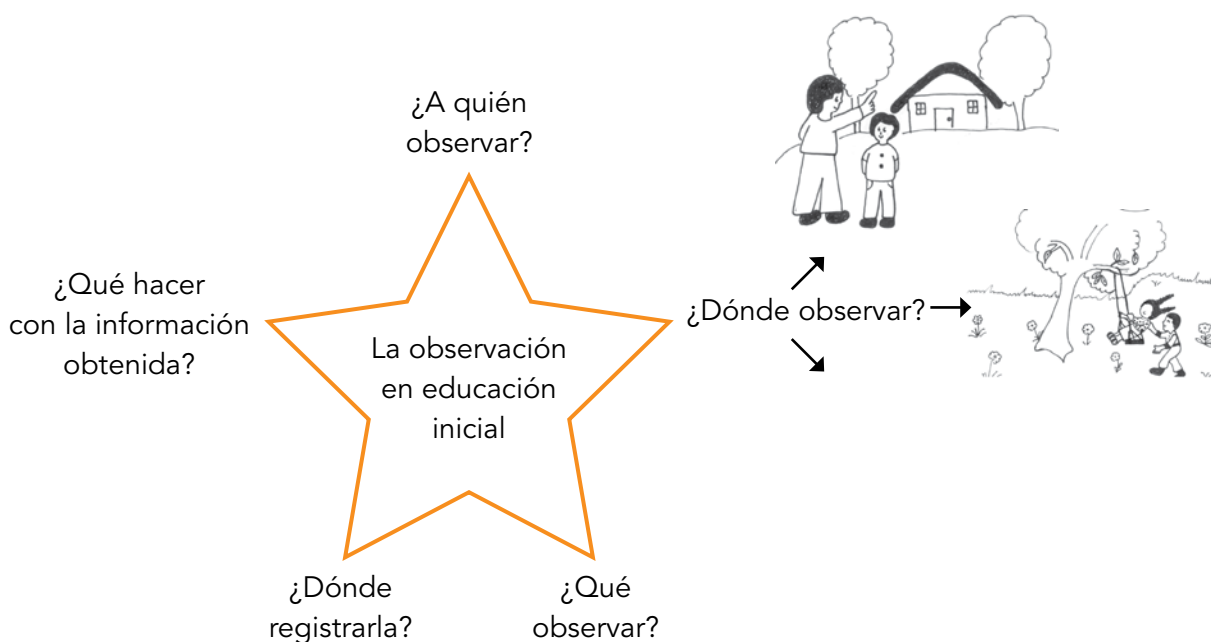 ¿A quién
observar?
¿Qué hacer
con la información
obtenida?
La observación
en educación
inicial
¿Dónde observar?
¿Dónde
registrarla?
¿Qué
observar?